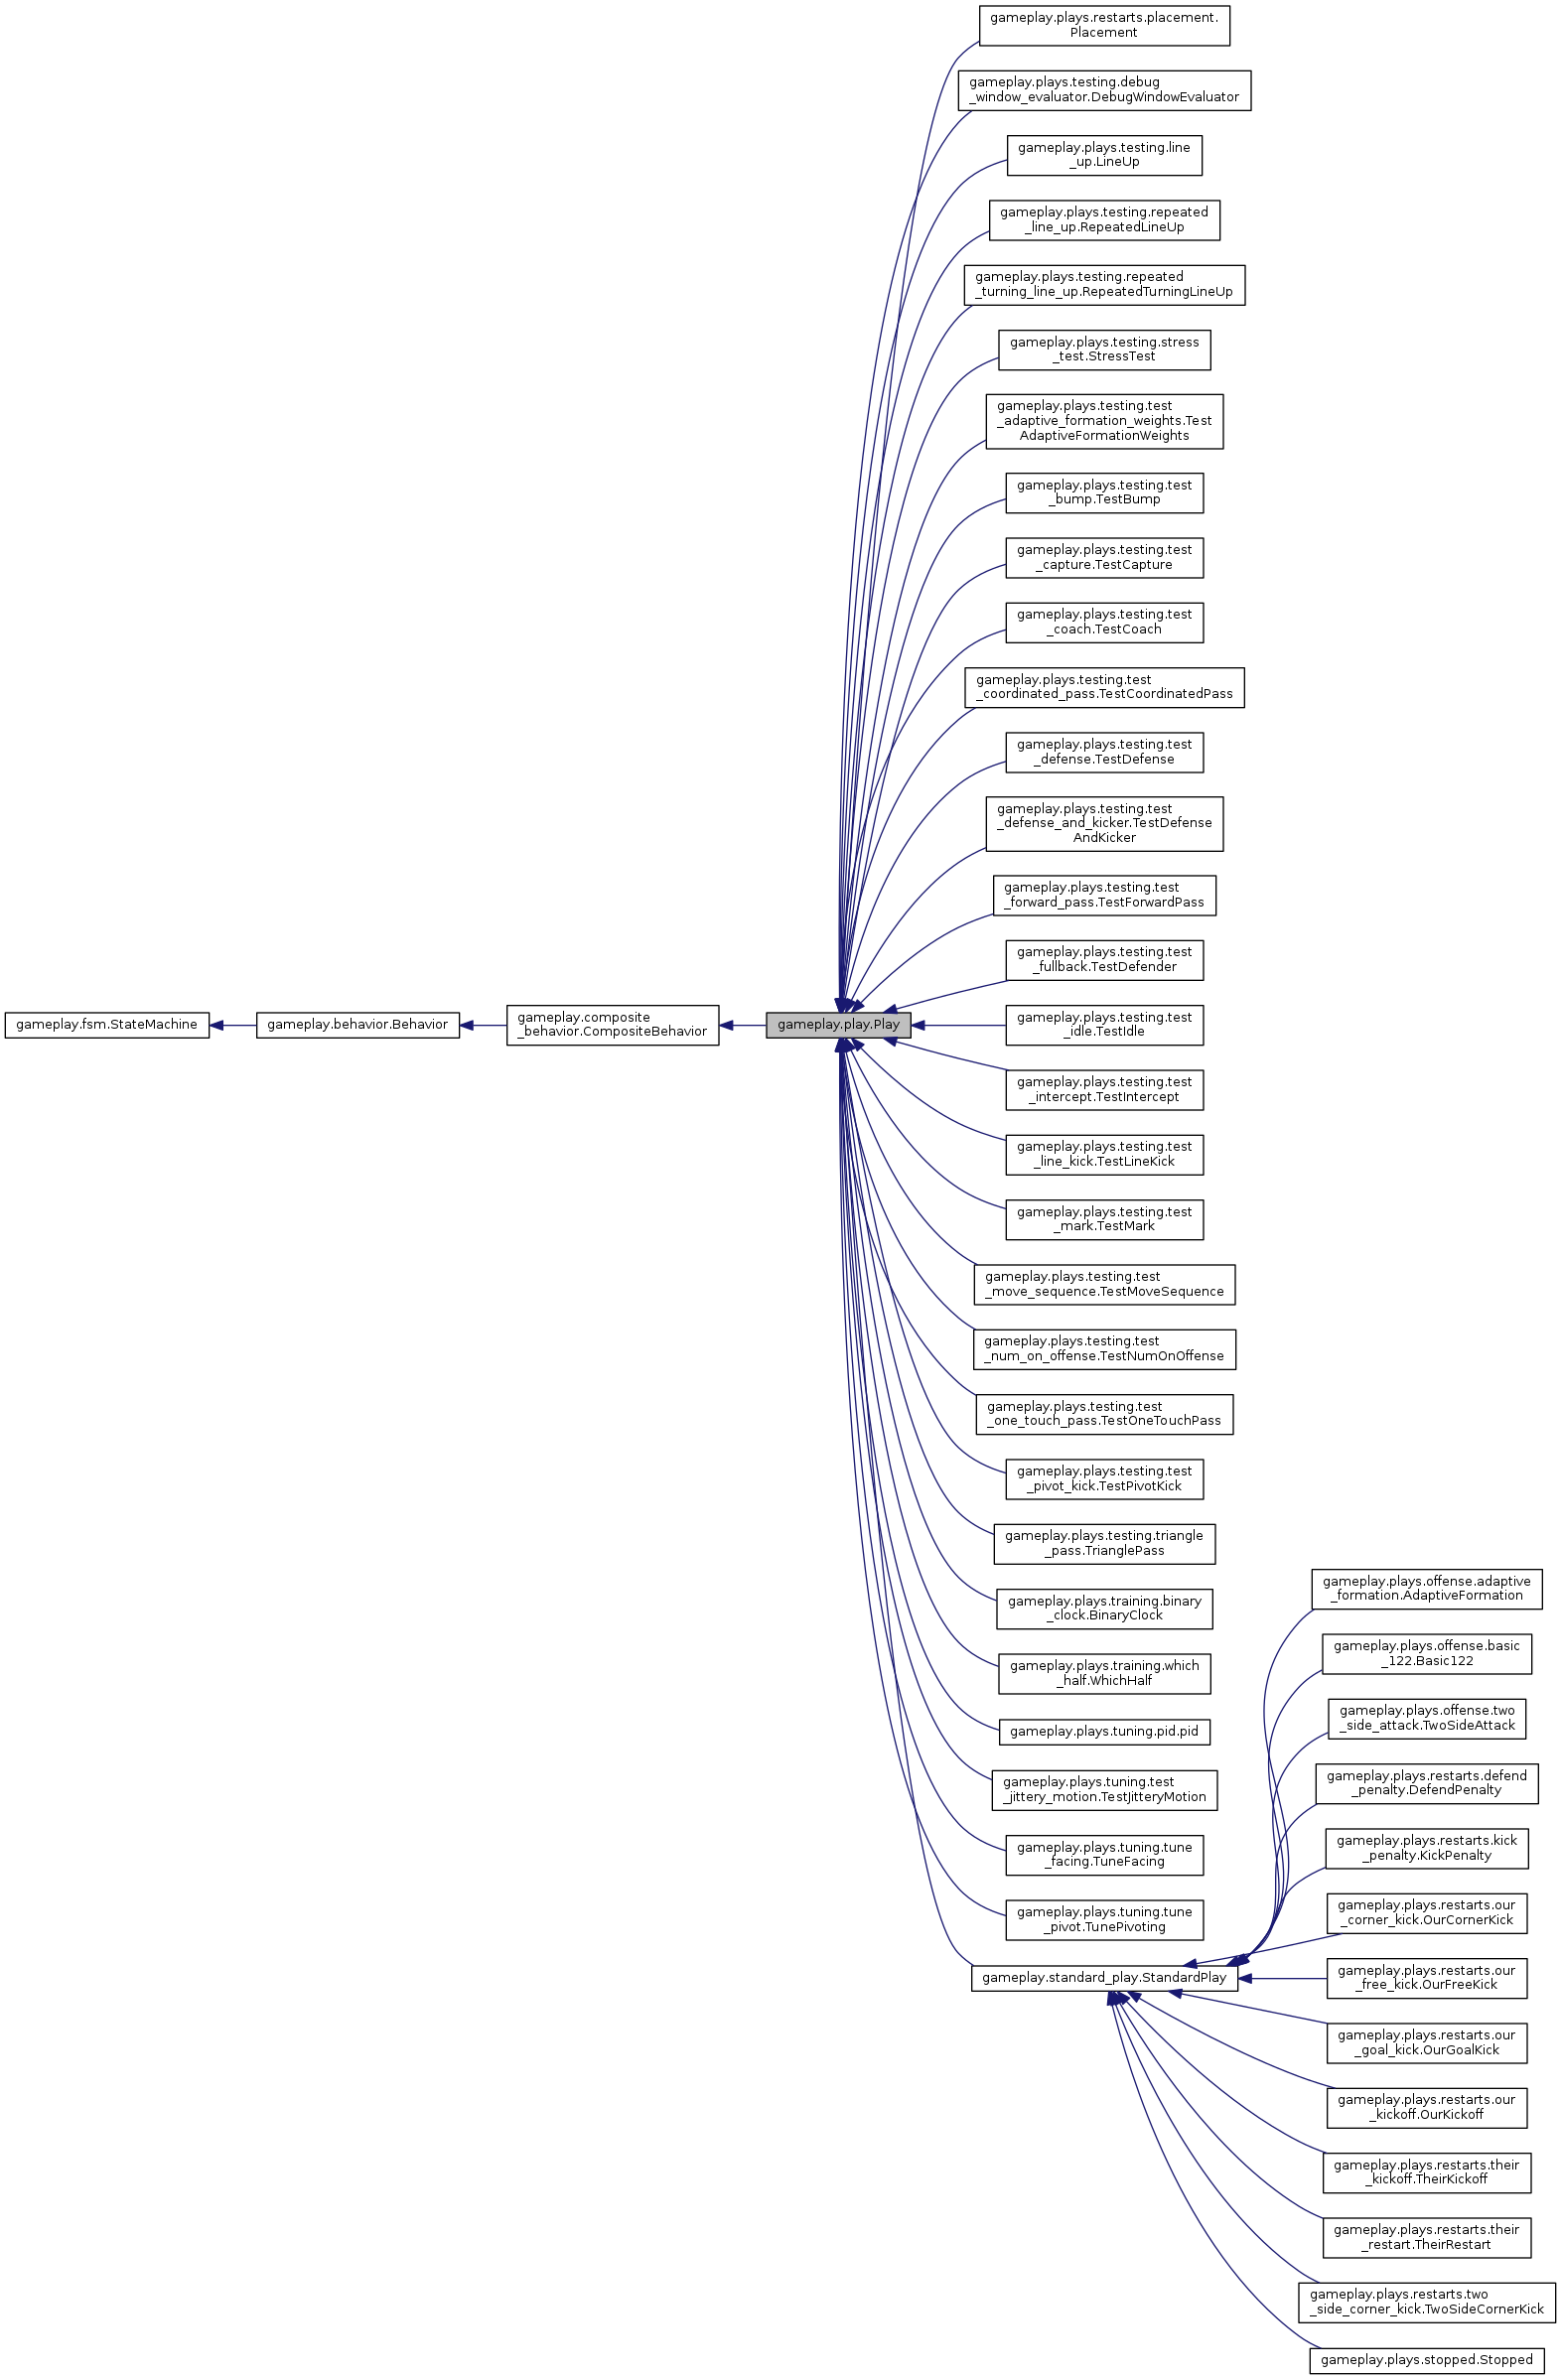 gameplay.plays.restarts.placement.
Placement
gameplay.plays.testing.debug
_window_evaluator.DebugWindowEvaluator
gameplay.plays.testing.line
_up.LineUp
gameplay.plays.testing.repeated
_line_up.RepeatedLineUp
gameplay.plays.testing.repeated
_turning_line_up.RepeatedTurningLineUp
gameplay.plays.testing.stress
_test.StressTest
gameplay.plays.testing.test
_adaptive_formation_weights.Test
AdaptiveFormationWeights
gameplay.plays.testing.test
_bump.TestBump
gameplay.plays.testing.test
_capture.TestCapture
gameplay.plays.testing.test
_coach.TestCoach
gameplay.plays.testing.test
_coordinated_pass.TestCoordinatedPass
gameplay.plays.testing.test
_defense.TestDefense
gameplay.plays.testing.test
_defense_and_kicker.TestDefense
AndKicker
gameplay.plays.testing.test
_forward_pass.TestForwardPass
gameplay.plays.testing.test
_fullback.TestDefender
gameplay.fsm.StateMachine
gameplay.behavior.Behavior
gameplay.composite
_behavior.CompositeBehavior
gameplay.play.Play
gameplay.plays.testing.test
_idle.TestIdle
gameplay.plays.testing.test
_intercept.TestIntercept
gameplay.plays.testing.test
_line_kick.TestLineKick
gameplay.plays.testing.test
_mark.TestMark
gameplay.plays.testing.test
_move_sequence.TestMoveSequence
gameplay.plays.testing.test
_num_on_offense.TestNumOnOffense
gameplay.plays.testing.test
_one_touch_pass.TestOneTouchPass
gameplay.plays.testing.test
_pivot_kick.TestPivotKick
gameplay.plays.testing.triangle
_pass.TrianglePass
gameplay.plays.training.binary
_clock.BinaryClock
gameplay.plays.training.which
_half.WhichHalf
gameplay.plays.tuning.pid.pid
gameplay.plays.tuning.test
_jittery_motion.TestJitteryMotion
gameplay.plays.tuning.tune
_facing.TuneFacing
gameplay.plays.tuning.tune
_pivot.TunePivoting
gameplay.standard_play.StandardPlay
gameplay.plays.offense.adaptive
_formation.AdaptiveFormation
gameplay.plays.offense.basic
_122.Basic122
gameplay.plays.offense.two
_side_attack.TwoSideAttack
gameplay.plays.restarts.defend
_penalty.DefendPenalty
gameplay.plays.restarts.kick
_penalty.KickPenalty
gameplay.plays.restarts.our
_corner_kick.OurCornerKick
gameplay.plays.restarts.our
_free_kick.OurFreeKick
gameplay.plays.restarts.our
_goal_kick.OurGoalKick
gameplay.plays.restarts.our
_kickoff.OurKickoff
gameplay.plays.restarts.their
_kickoff.TheirKickoff
gameplay.plays.restarts.their
_restart.TheirRestart
gameplay.plays.restarts.two
_side_corner_kick.TwoSideCornerKick
gameplay.plays.stopped.Stopped